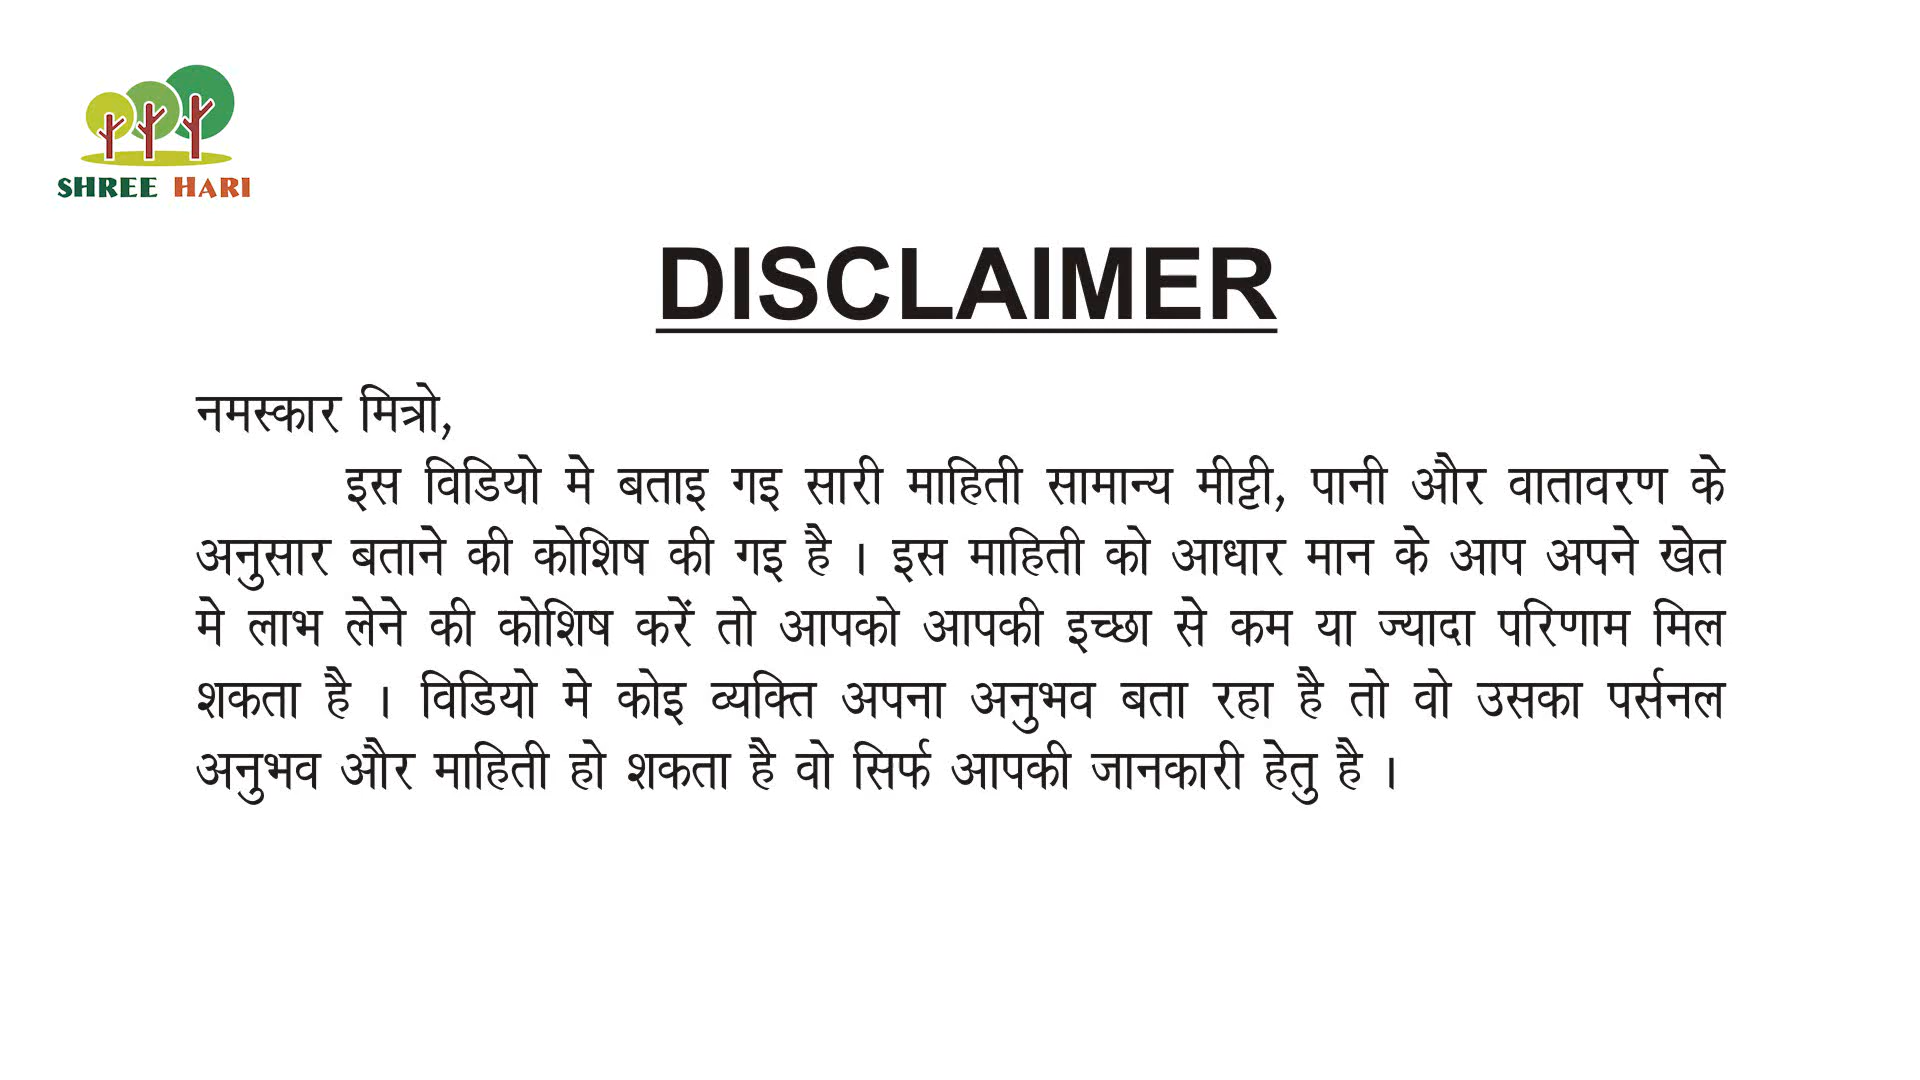 SHREE HARI
DISCLAIMER
नमस्कार मित्रो,
इस विडियो मे बताइ गइ सारी माहिती सामान्य मीट्टी, पानी और वातावरण के
अनुसार बताने की कोशिष की गइ है । इस माहिती को आधार मान के आप अपने खेत
मे लाभ लेने की कोशिष करें तो आपको आपकी इच्छा से कम या ज्यादा परिणाम मिल
शकता है । विडियो मे कोइ व्यक्ति अपना अनुभव बता रहा है तो वो उसका पर्सनल
अनुभव और माहिती हो शकता है वो सिर्फ आपकी जानकारी हेतु है ।